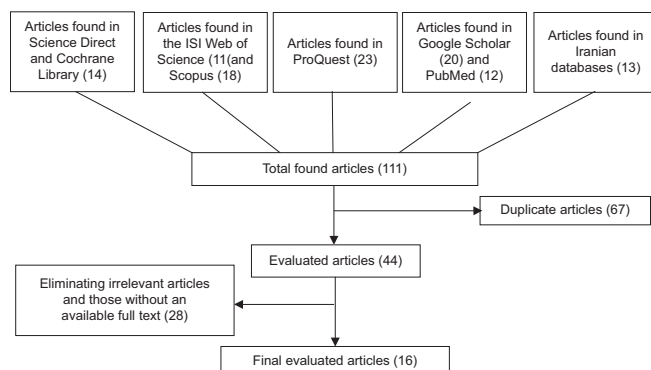 Articles found in
Science Direct
and Cochrane
Library (14)
Articles found in
the ISI Web of
Science (11(and
Scopus (18)
Articles found in
ProQuest (23)
Articles found in
Google Scholar
(20) and
PubMed (12)
Articles found in
Iranian
databases (13)
Total found articles (111)
Duplicate articles (67)
Evaluated articles (44)
Eliminating irrelevant articles
and those without an
available full text (28)
Final evaluated articles (16)